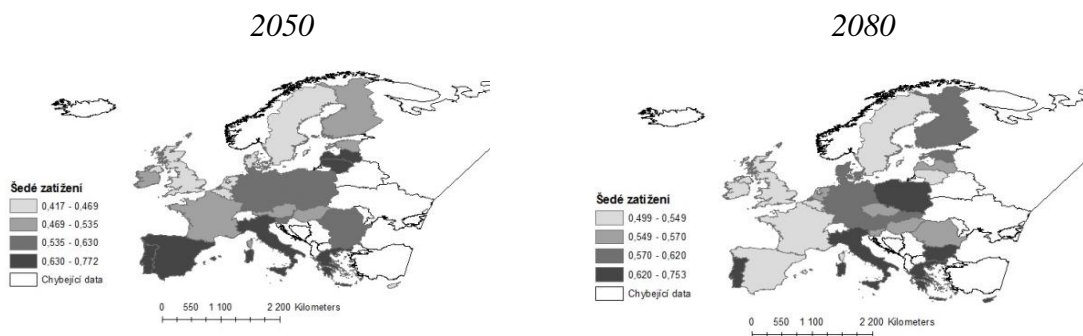 2050
Šedé zatížení
0,417 - 0,469
0,469 - 0,535
0,535 - 0,630
0,630 - 0,772
Chybející data
0 550 1 100 2 200 Kilometers
2080
Šedé zatížení
0,499 - 0,549
0,549 - 0,570
0,570 - 0,620
0,620 - 0,753
Chybející data
0 550 1 100 2 200 Kilometers